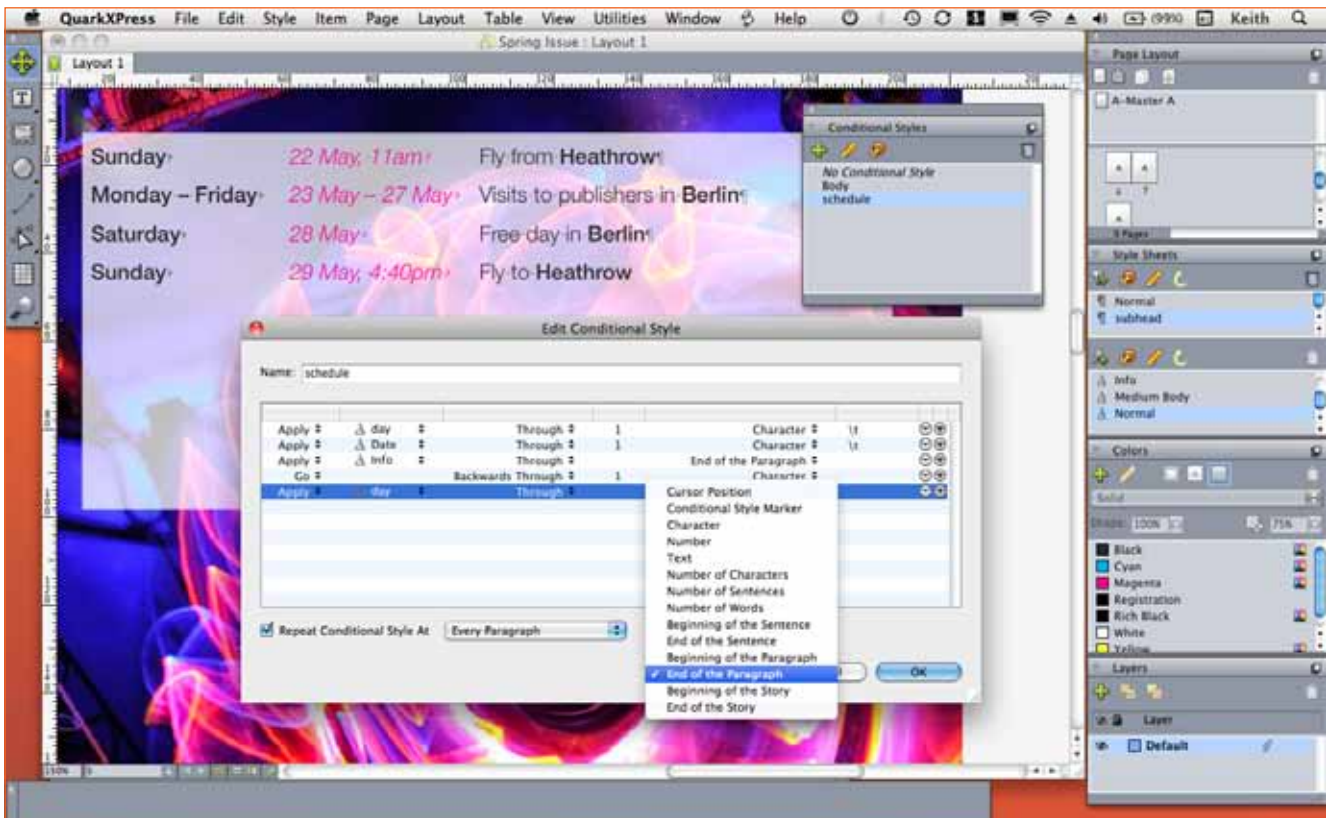 QuarkXPress File Edit Style Item Page Layout Table View Utilities Window Help (99%) Keith
Spring Issue : Layout 1
Layout 1
Sunday 22 May, 11am Fly from Heathrow
Monday – Friday 23 May – 27 May Visits to publishers in Berlin
Saturday 28 May Free day in Berlin
Sunday 29 May, 4:40pm Fly to Heathrow
Conditional Styles
No Conditional Style
Body
schedule
Edit Conditional Style
Name: schedule
Apply day Through 1 Character \t
Apply Date Through 1 Character \t
Apply Info Through End of the Paragraph
Go Backwards Through 1 Character
Apply day Through
Cursor Position
Conditional Style Marker
Character
Number
Text
Number of Characters
Number of Sentences
Number of Words
Beginning of the Sentence
End of the Sentence
Beginning of the Paragraph
End of the Paragraph
Beginning of the Story
End of the Story
Repeat Conditional Style At Every Paragraph
OK
150%
Page Layout
A-Master A
Style Sheets
Normal
subhead
Info
Medium Body
Normal
Colors
Solid
Shade: 100% 75%
Black
Cyan
Magenta
Registration
Rich Black
White
Yellow
Layers
Layer
Default